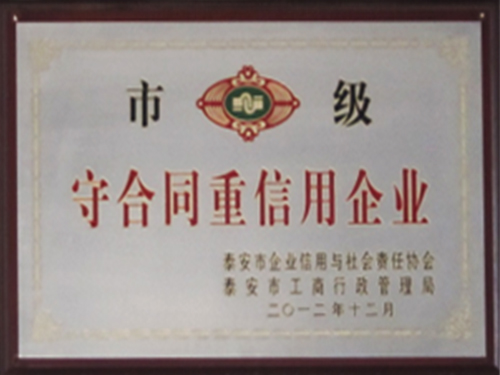 市 级
守合同重信用企业
泰安市企业信用与社会责任协会
泰安市工商行政管理局
二〇一二年十二月